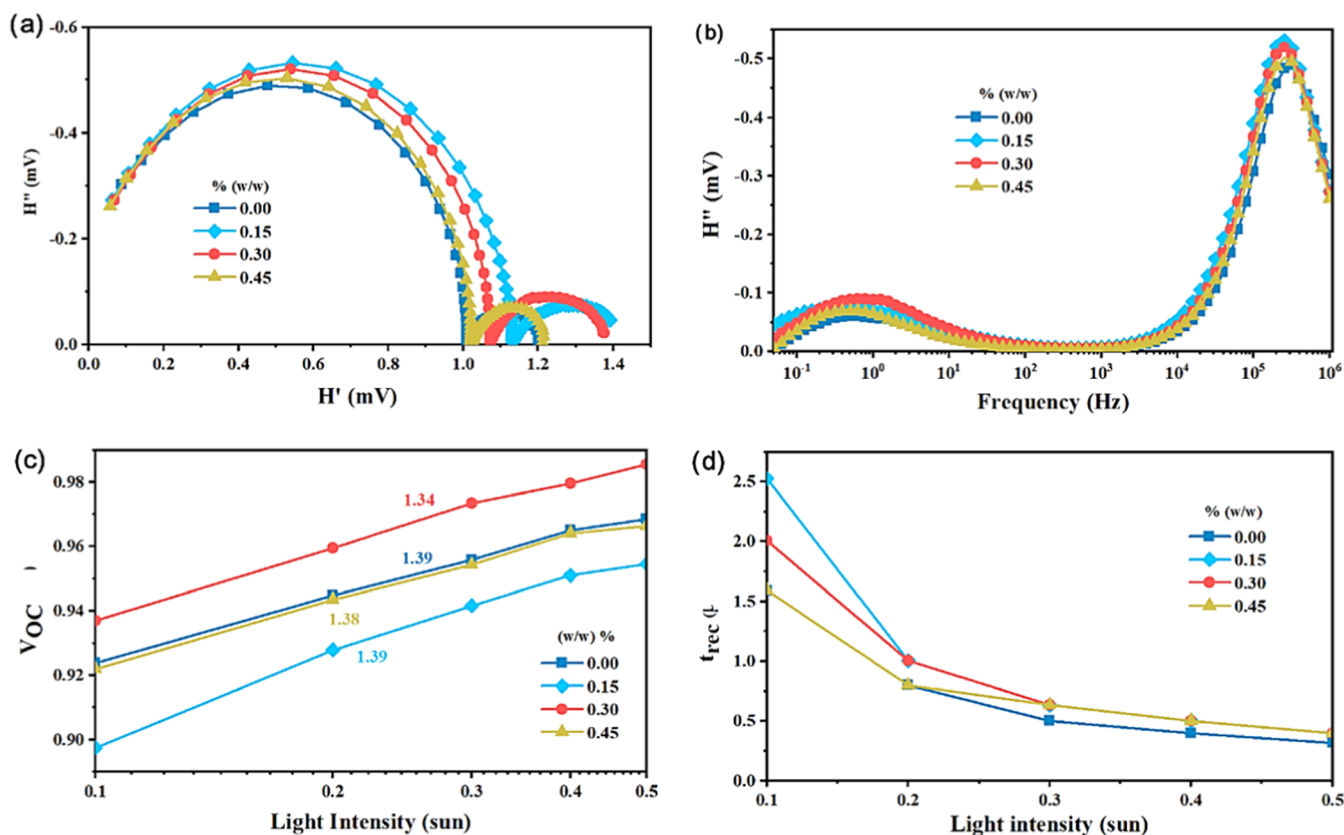 (a)
-0.6
-0.4
-0.2
0.0
H'' (mV)
% (w/w)
0.00
0.15
0.30
0.45
0.0 0.2 0.4 0.6 0.8 1.0 1.2 1.4
H' (mV)
(b)
-0.5
-0.4
-0.3
-0.2
-0.1
0.0
H'' (mV)
% (w/w)
0.00
0.15
0.30
0.45
10⁻¹ 10⁰ 10¹ 10² 10³ 10⁴ 10⁵ 10⁶
Frequency (Hz)
(c)
0.98
0.96
0.94
0.92
0.90
VOC )
1.34
1.39
1.38
1.39
(w/w) %
0.00
0.15
0.30
0.45
0.1 0.2 0.3 0.4 0.5
Light Intensity (sun)
(d)
2.5
2.0
1.5
1.0
0.5
0.0
trec (
% (w/w)
0.00
0.15
0.30
0.45
0.1 0.2 0.3 0.4 0.5
Light intensity (sun)